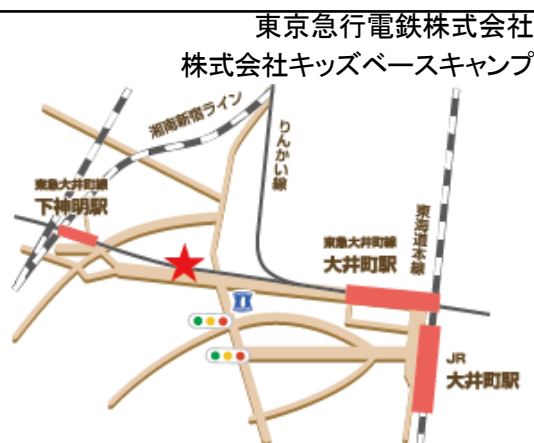 東京急行電鉄株式会社
株式会社キッズベースキャンプ
湘南新宿ライン
りんかい線
東急大井町線
下神明駅
東急大井町線
大井町駅
東海道本線
JR
大井町駅